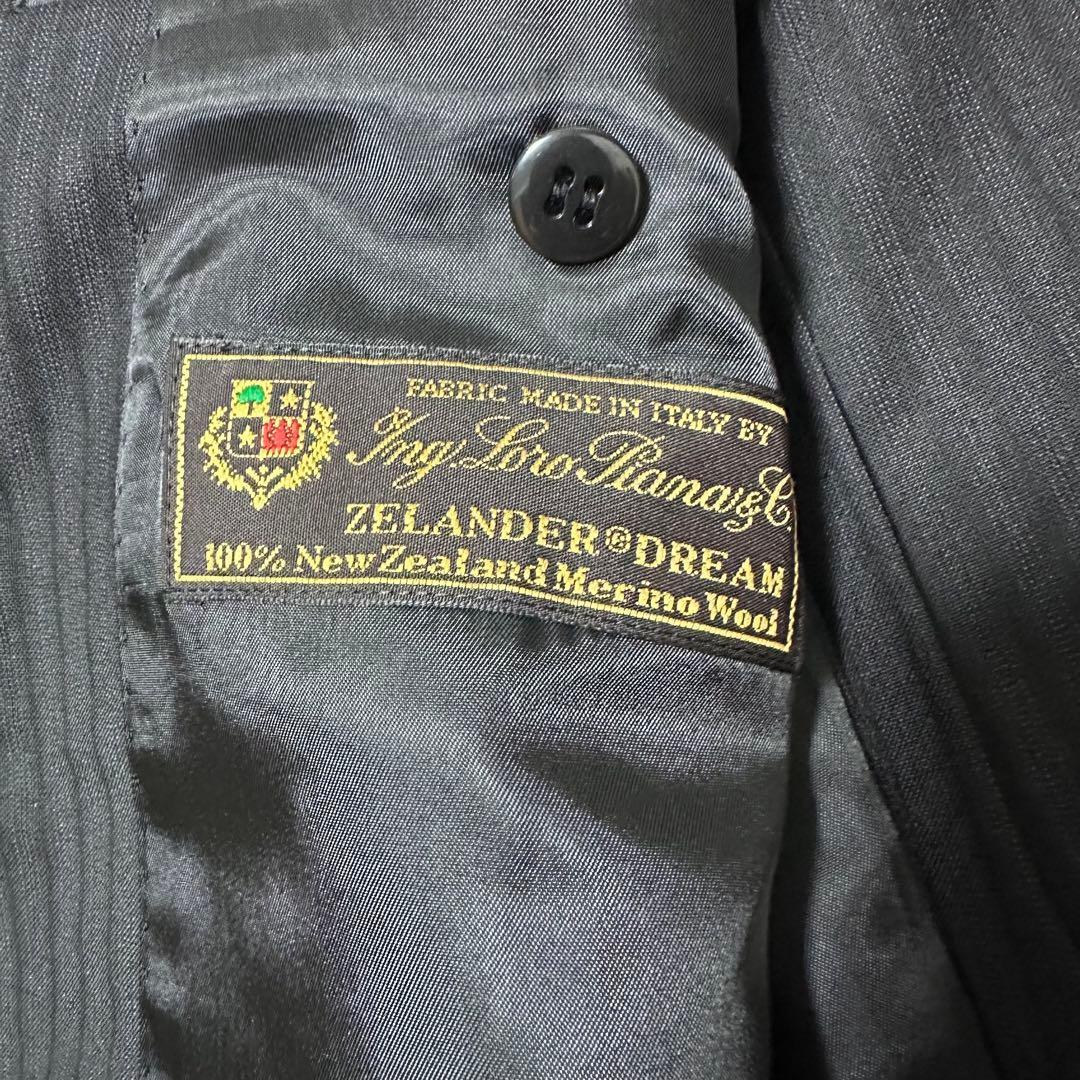 FABRIC MADE IN ITALY BY
Ing. Loro Piana & C.
ZELANDER®DREAM
100% New Zealand Merino Wool